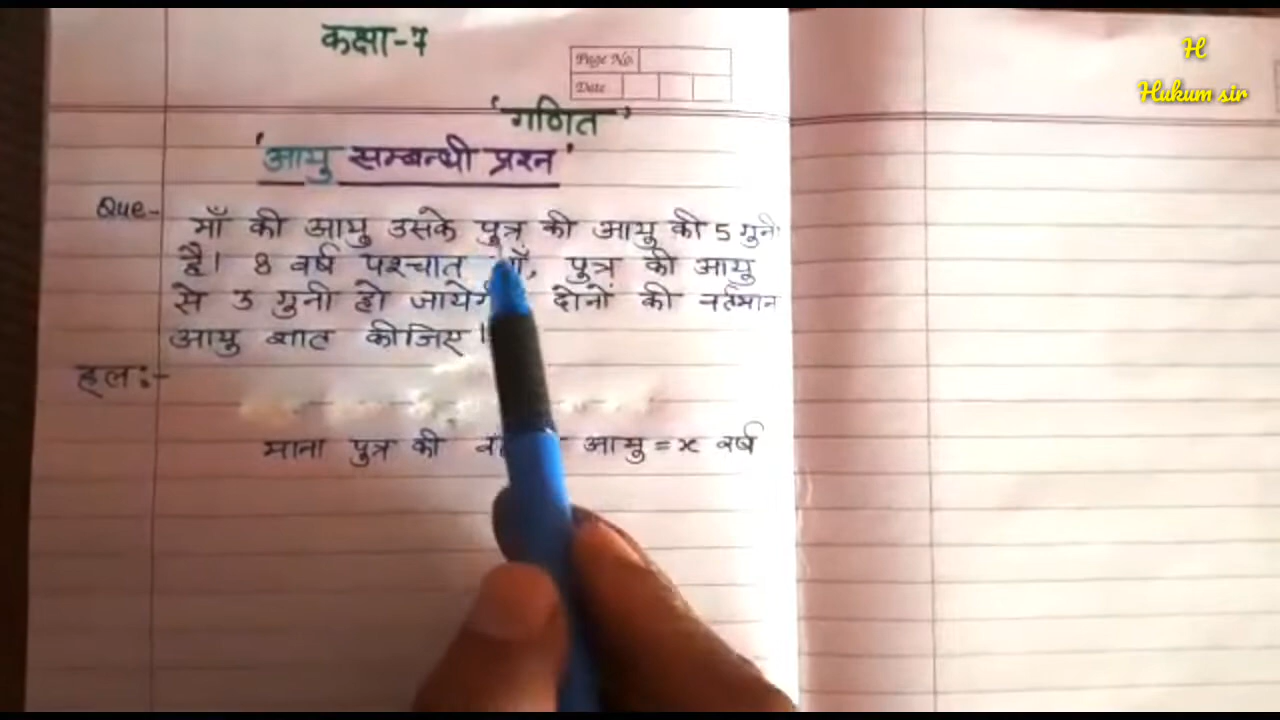 कक्षा-7
H
Hukum sir
Page No.
Date
'गणित'
'आयु सम्बन्धी प्रश्न'
Que- माँ की आयु उसके पुत्र की आयु की 5 गुनी
है। 8 वर्ष पश्चात माँ, पुत्र की आयु
से 3 गुनी हो जायेगी दोनों की वर्तमान
आयु ज्ञात कीजिए।
हल:-
माना पुत्र की आयु = x वर्ष